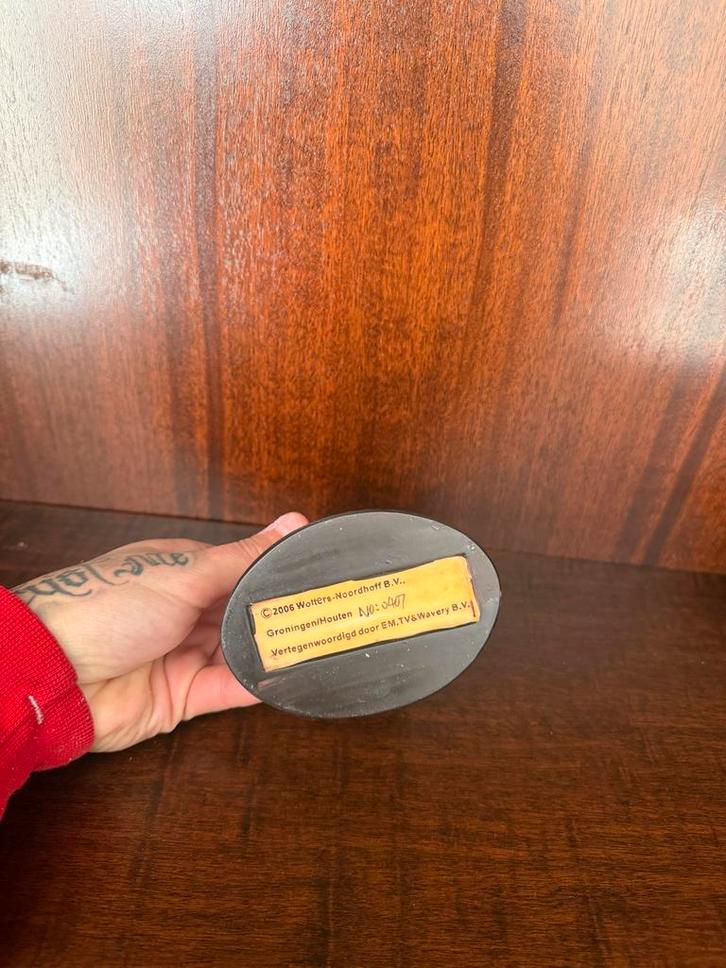 ©2006 Wolters-Noordhoff B.V..
Groningen/Houten NO:0407
Vertegenwoordigd door EM.TV&Wavery B.V.